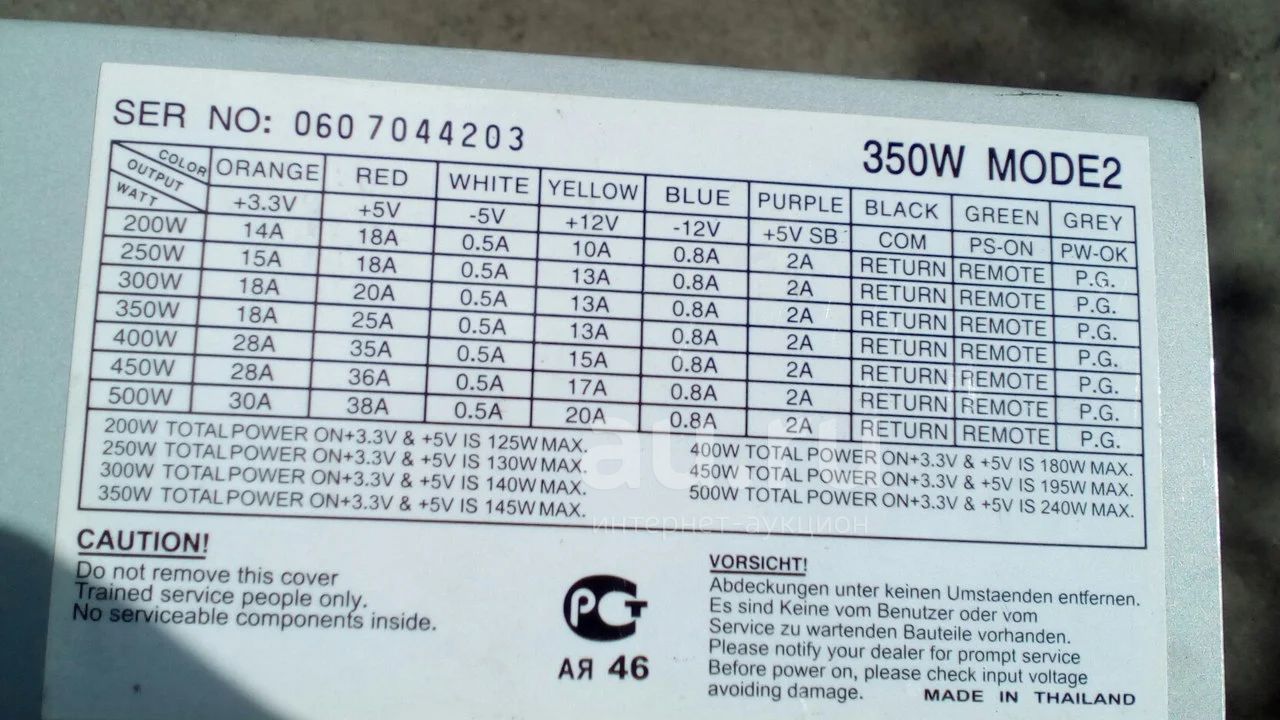 SER NO: 060 7044203
350W MODE2
COLOR OUTPUT WATT ORANGE RED WHITE YELLOW BLUE PURPLE BLACK GREEN GREY
+3.3V +5V -5V +12V -12V +5V SB COM PS-ON PW-OK
200W 14A 18A 0.5A 10A 0.8A 2A RETURN REMOTE P.G.
250W 15A 18A 0.5A 13A 0.8A 2A RETURN REMOTE P.G.
300W 18A 20A 0.5A 13A 0.8A 2A RETURN REMOTE P.G.
350W 18A 25A 0.5A 13A 0.8A 2A RETURN REMOTE P.G.
400W 28A 35A 0.5A 15A 0.8A 2A RETURN REMOTE P.G.
450W 28A 36A 0.5A 17A 0.8A 2A RETURN REMOTE P.G.
500W 30A 38A 0.5A 20A 0.8A 2A RETURN REMOTE P.G.
200W TOTAL POWER ON+3.3V & +5V IS 125W MAX.
250W TOTAL POWER ON+3.3V & +5V IS 130W MAX.
300W TOTAL POWER ON+3.3V & +5V IS 140W MAX.
350W TOTAL POWER ON+3.3V & +5V IS 145W MAX.
400W TOTAL POWER ON+3.3V & +5V IS 180W MAX.
450W TOTAL POWER ON+3.3V & +5V IS 195W MAX.
500W TOTAL POWER ON+3.3V & +5V IS 240W MAX.
au.ru
интернет-аукцион
CAUTION!
Do not remove this cover
Trained service people only.
No serviceable components inside.
РСТ
АЯ 46
VORSICHT!
Abdeckungen unter keinen Umstaenden entfernen.
Es sind Keine vom Benutzer oder vom
Service zu wartenden Bauteile vorhanden.
Please notify your dealer for prompt service
Before power on, please check input voltage
avoiding damage.
MADE IN THAILAND